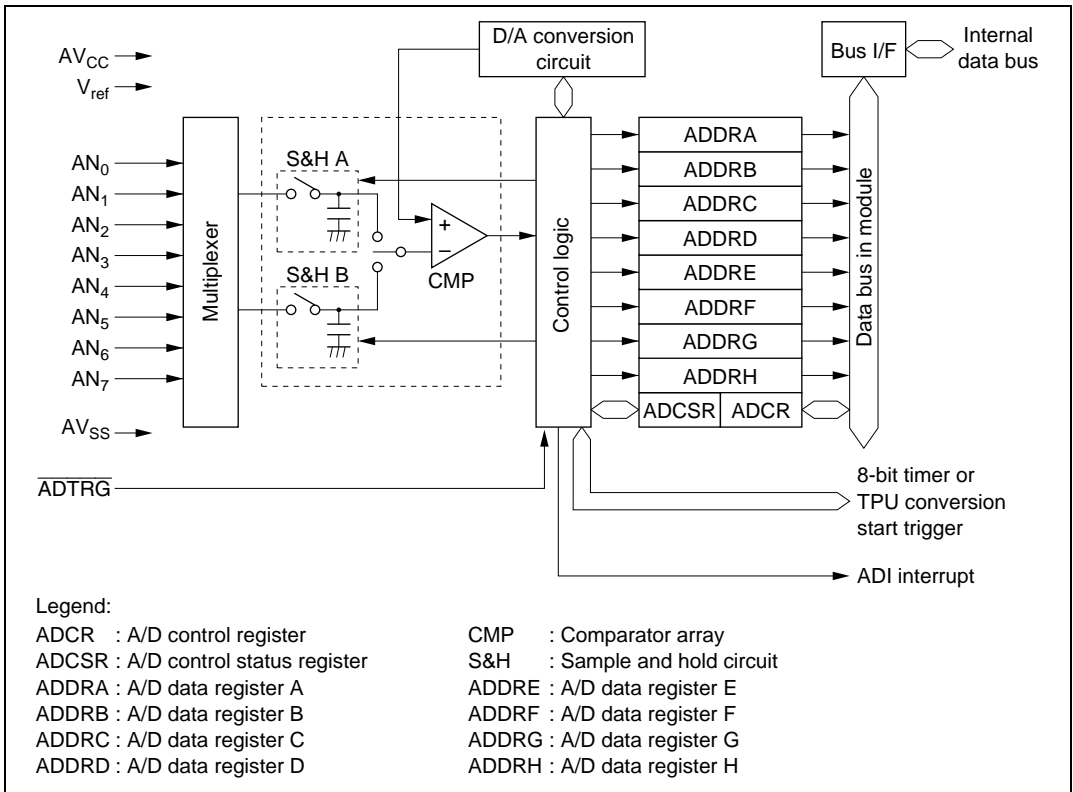 D/A conversion
circuit
Bus I/F
Internal
data bus
AVCC
Vref
AN0
AN1
AN2
AN3
AN4
AN5
AN6
AN7
AVSS
ADTRG
Multiplexer
S&H A
S&H B
+
−
CMP
Control logic
ADDRA
ADDRB
ADDRC
ADDRD
ADDRE
ADDRF
ADDRG
ADDRH
ADCSR ADCR
Data bus in module
8-bit timer or
TPU conversion
start trigger
ADI interrupt
Legend:
ADCR : A/D control register
ADCSR : A/D control status register
ADDRA : A/D data register A
ADDRB : A/D data register B
ADDRC : A/D data register C
ADDRD : A/D data register D
CMP : Comparator array
S&H : Sample and hold circuit
ADDRE : A/D data register E
ADDRF : A/D data register F
ADDRG : A/D data register G
ADDRH : A/D data register H